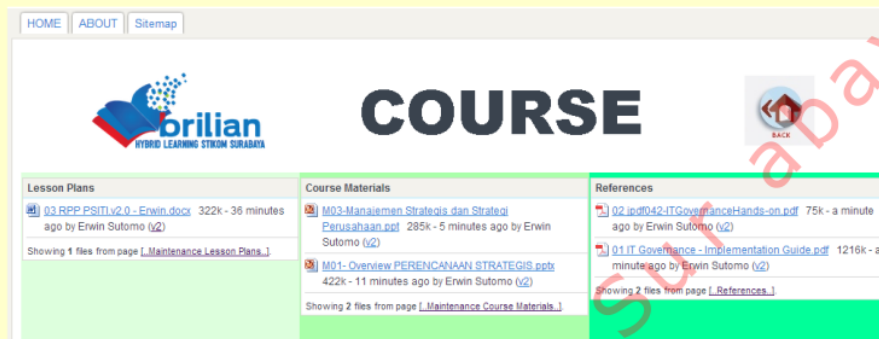 HOME ABOUT Sitemap
brilian
HYBRID LEARNING STIKOM SURABAYA
COURSE
BACK
Lesson Plans
03 RPP PSITI.v2.0 - Erwin.docx 322k - 36 minutes
ago by Erwin Sutomo (v2)
Showing 1 files from page [..Maintenance Lesson Plans..].
Course Materials
M03-Manajemen Strategis dan Strategi
Perusahaan.ppt 285k - 5 minutes ago by Erwin
Sutomo (v2)
M01- Overview PERENCANAAN STRATEGIS.pptx
422k - 11 minutes ago by Erwin Sutomo (v2)
Showing 2 files from page [..Maintenance Course Materials..].
References
02 ipdf042-ITGovernanceHands-on.pdf 75k - a minute
ago by Erwin Sutomo (v2)
01 IT Governance - Implementation Guide.pdf 1216k - a
minute ago by Erwin Sutomo (v2)
Showing 2 files from page [..References..].
Surabaya